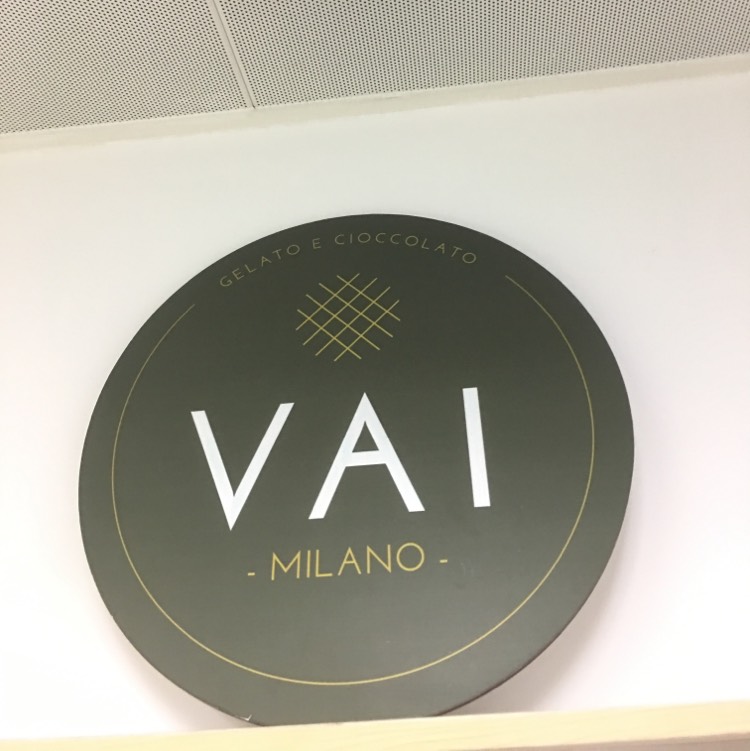 GELATO E CIOCCOLATO
VAI
- MILANO -